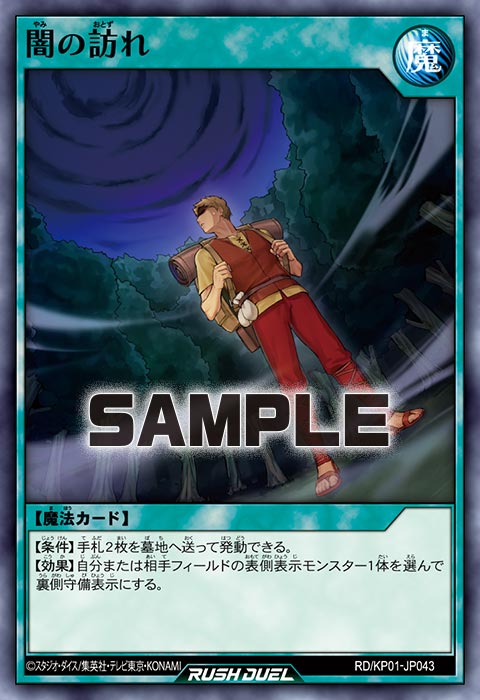 闇の訪れ
魔
SAMPLE
【魔法カード】
【条件】手札2枚を墓地へ送って発動できる。
【効果】自分または相手フィールドの表側表示モンスター1体を選んで
裏側守備表示にする。
©スタジオ・ダイス/集英社・テレビ東京・KONAMI
RUSH DUEL
RD/KP01-JP043